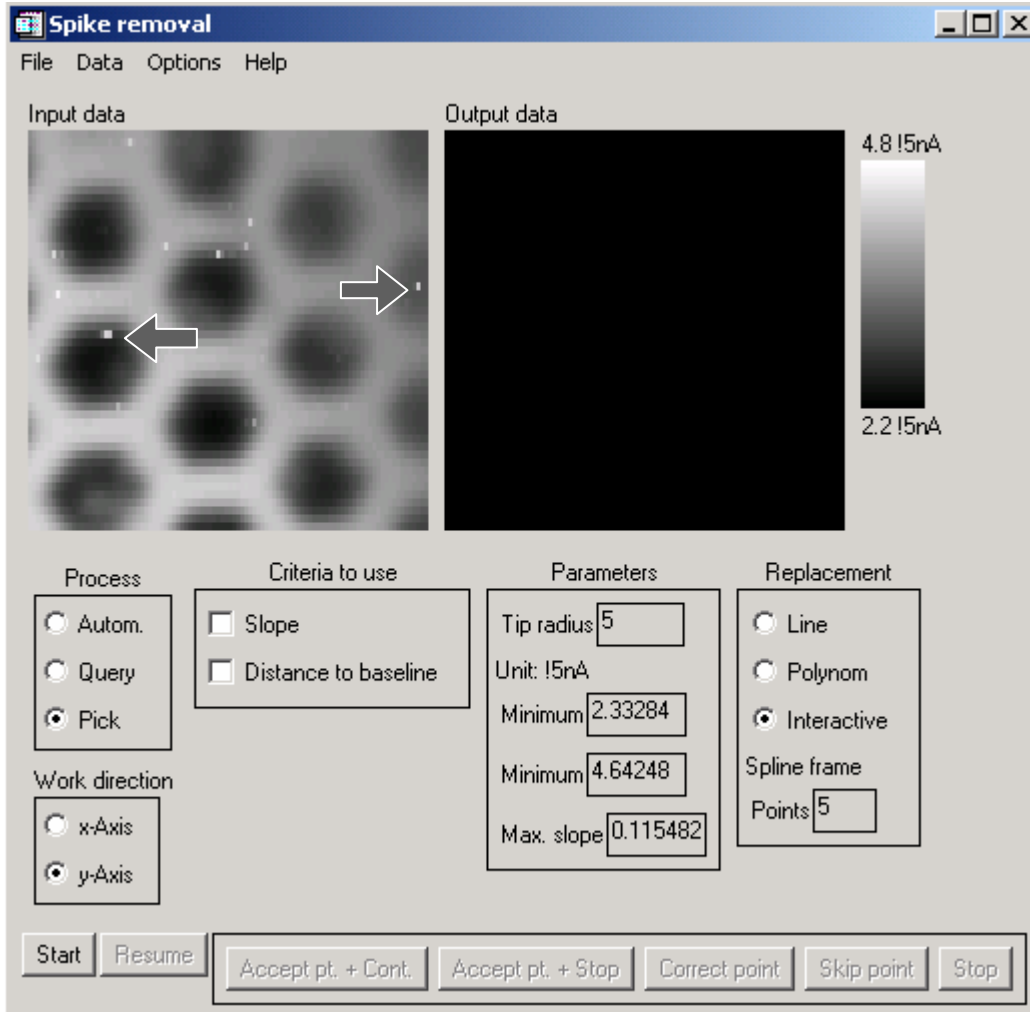 Spike removal
File Data Options Help
Input data
Output data
4.8 !5nA
2.2 !5nA
Process
Autom.
Query
Pick
Criteria to use
Slope
Distance to baseline
Parameters
Tip radius 5
Unit: !5nA
Minimum 2.33284
Minimum 4.64248
Max. slope 0.115482
Replacement
Line
Polynom
Interactive
Spline frame
Points 5
Work direction
x-Axis
y-Axis
Start Resume Accept pt. + Cont. Accept pt. + Stop Correct point Skip point Stop